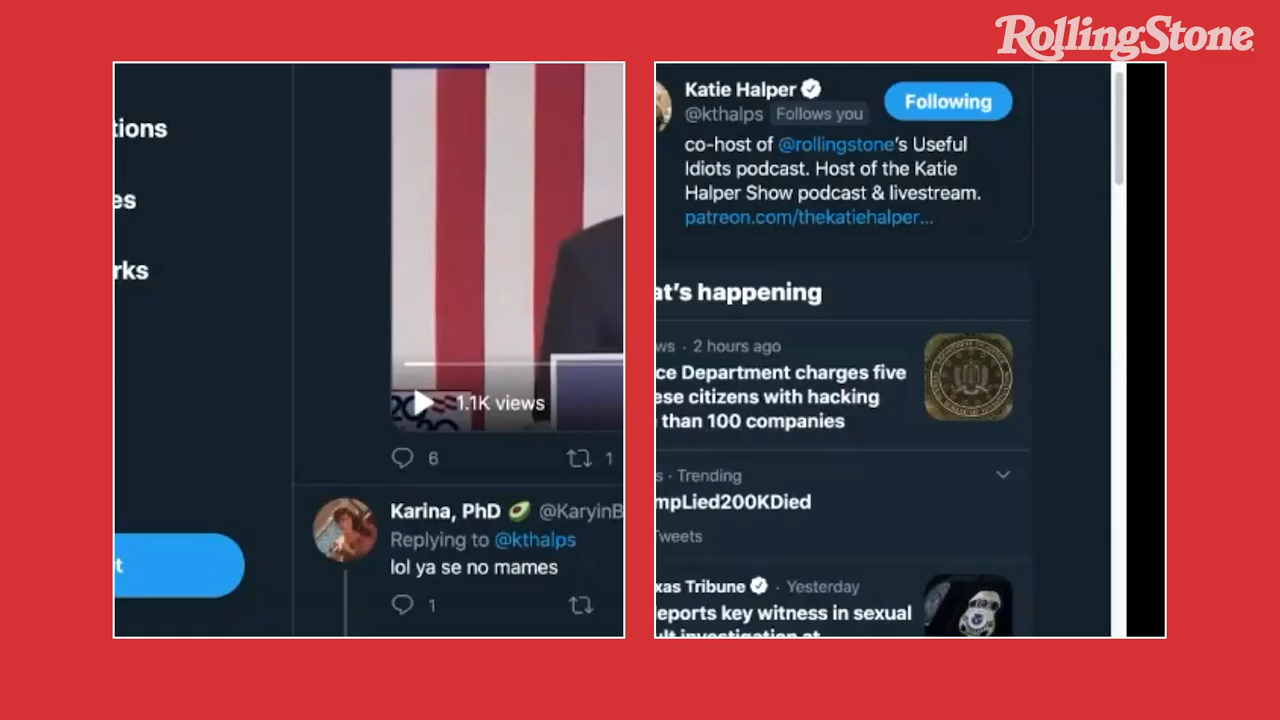 RollingStone
tions
es
rks
t
1.1K views
6
1
Karina, PhD 🥑 @KaryinB
Replying to @kthalps
lol ya se no mames
1
Katie Halper
Following
@kthalps Follows you
co-host of @rollingstone's Useful
Idiots podcast. Host of the Katie
Halper Show podcast & livestream.
patreon.com/thekatiehalper...
at's happening
ws · 2 hours ago
ce Department charges five
ese citizens with hacking
than 100 companies
s · Trending
mpLied200KDied
Tweets
xas Tribune · Yesterday
eports key witness in sexual
ult investigation at